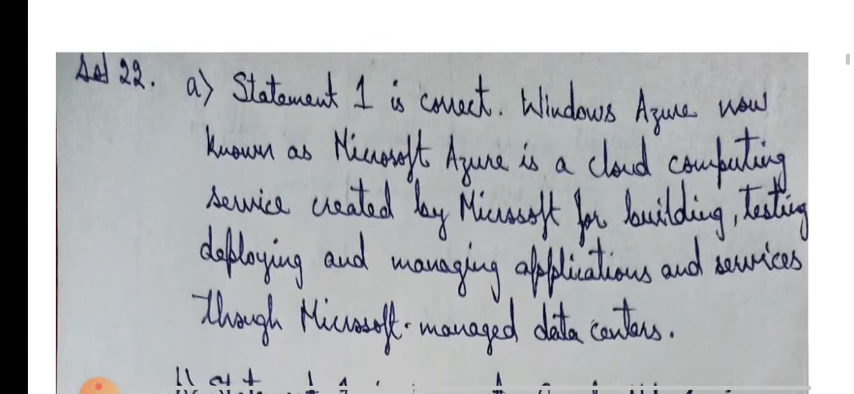 Sol 22. a) Statement 1 is correct. Windows Azure now
known as Microsoft Azure is a cloud computing
service created by Microsoft for building, testing
deploying and managing applications and services
though Microsoft-managed data centers.